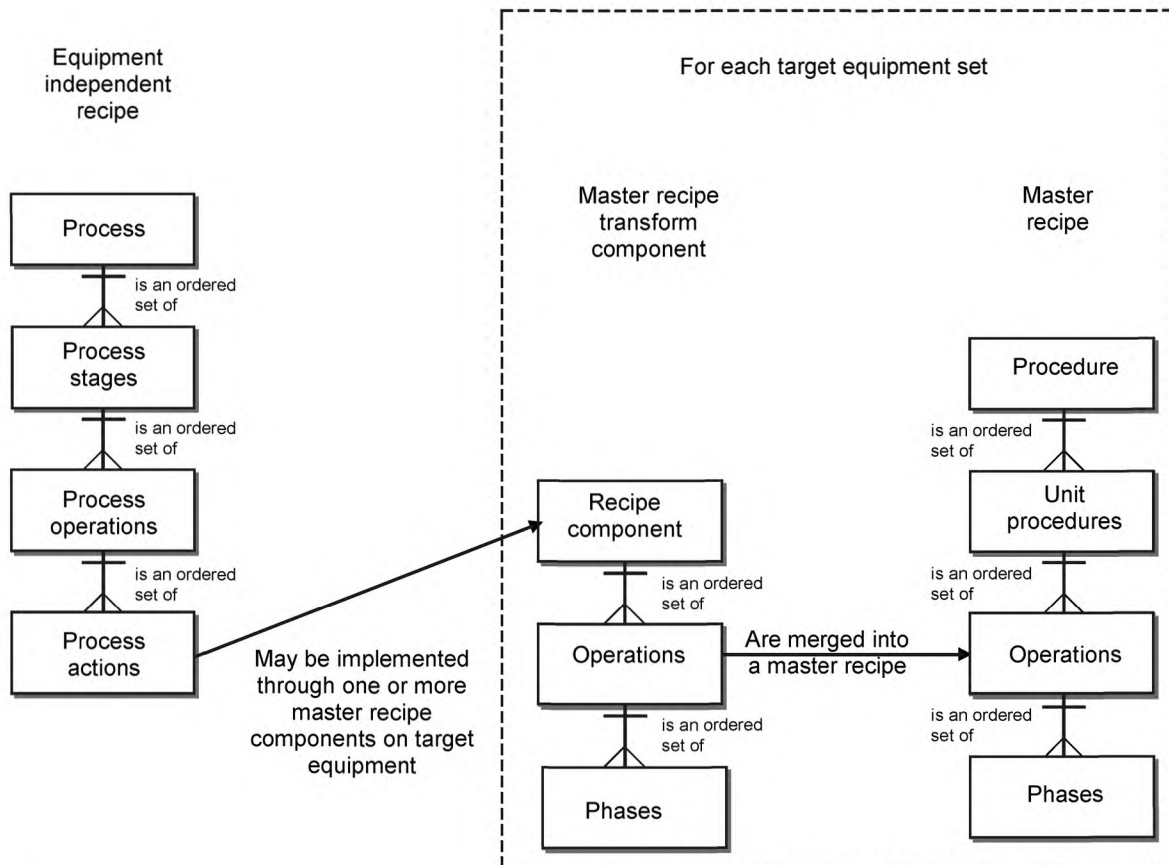 Equipment
independent
recipe
Process
is an ordered
set of
Process
stages
is an ordered
set of
Process
operations
is an ordered
set of
Process
actions
May be implemented
through one or more
master recipe
components on target
equipment
For each target equipment set
Master recipe
transform
component
Recipe
component
is an ordered
set of
Operations
is an ordered
set of
Phases
Are merged into
a master recipe
Master
recipe
Procedure
is an ordered
set of
Unit
procedures
is an ordered
set of
Operations
is an ordered
set of
Phases